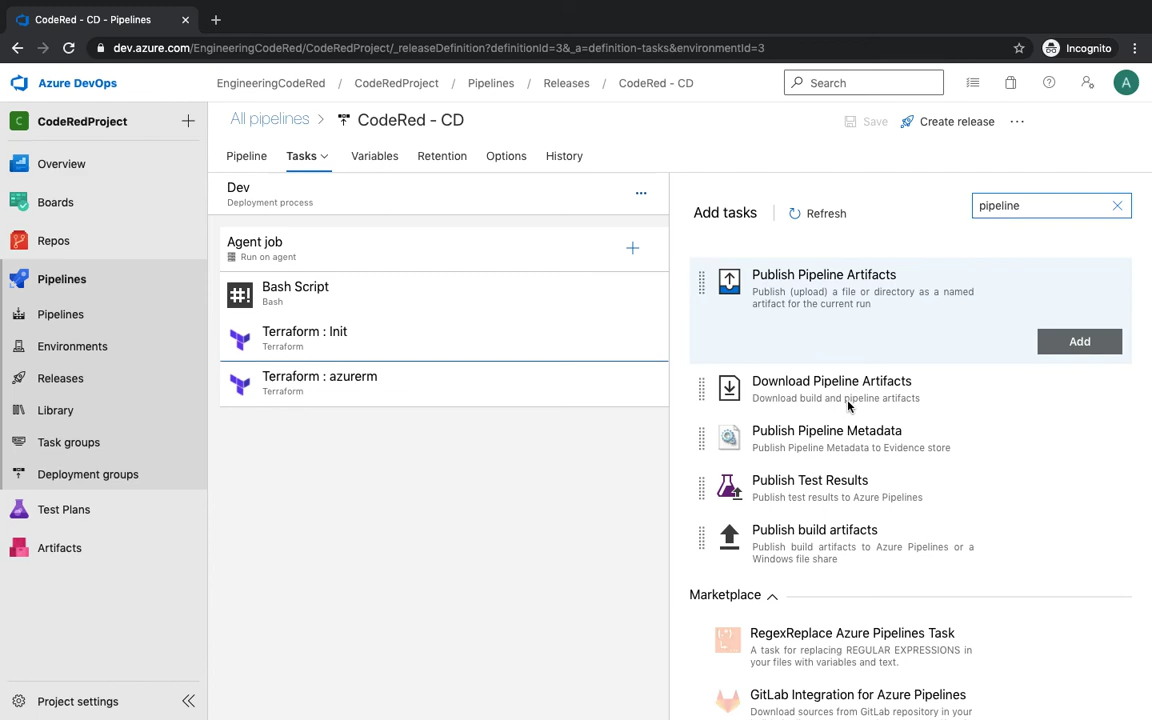 CodeRed - CD - Pipelines
dev.azure.com/EngineeringCodeRed/CodeRedProject/_releaseDefinition?definitionId=3&_a=definition-tasks&environmentId=3
Incognito
Azure DevOps
EngineeringCodeRed / CodeRedProject / Pipelines / Releases / CodeRed - CD
Search
A
C
CodeRedProject
Overview
Boards
Repos
Pipelines
Pipelines
Environments
Releases
Library
Task groups
Deployment groups
Test Plans
Artifacts
Project settings
All pipelines > CodeRed - CD
Save
Create release
Pipeline
Tasks
Variables
Retention
Options
History
Dev
Deployment process
Agent job
Run on agent
#!
Bash Script
Bash
Terraform : Init
Terraform
Terraform : azurerm
Terraform
Add tasks
Refresh
pipeline
Publish Pipeline Artifacts
Publish (upload) a file or directory as a named
artifact for the current run
Add
Download Pipeline Artifacts
Download build and pipeline artifacts
Publish Pipeline Metadata
Publish Pipeline Metadata to Evidence store
Publish Test Results
Publish test results to Azure Pipelines
Publish build artifacts
Publish build artifacts to Azure Pipelines or a
Windows file share
Marketplace
RegexReplace Azure Pipelines Task
A task for replacing REGULAR EXPRESSIONS in
your files with variables and text.
GitLab Integration for Azure Pipelines
Download sources from GitLab repository in your